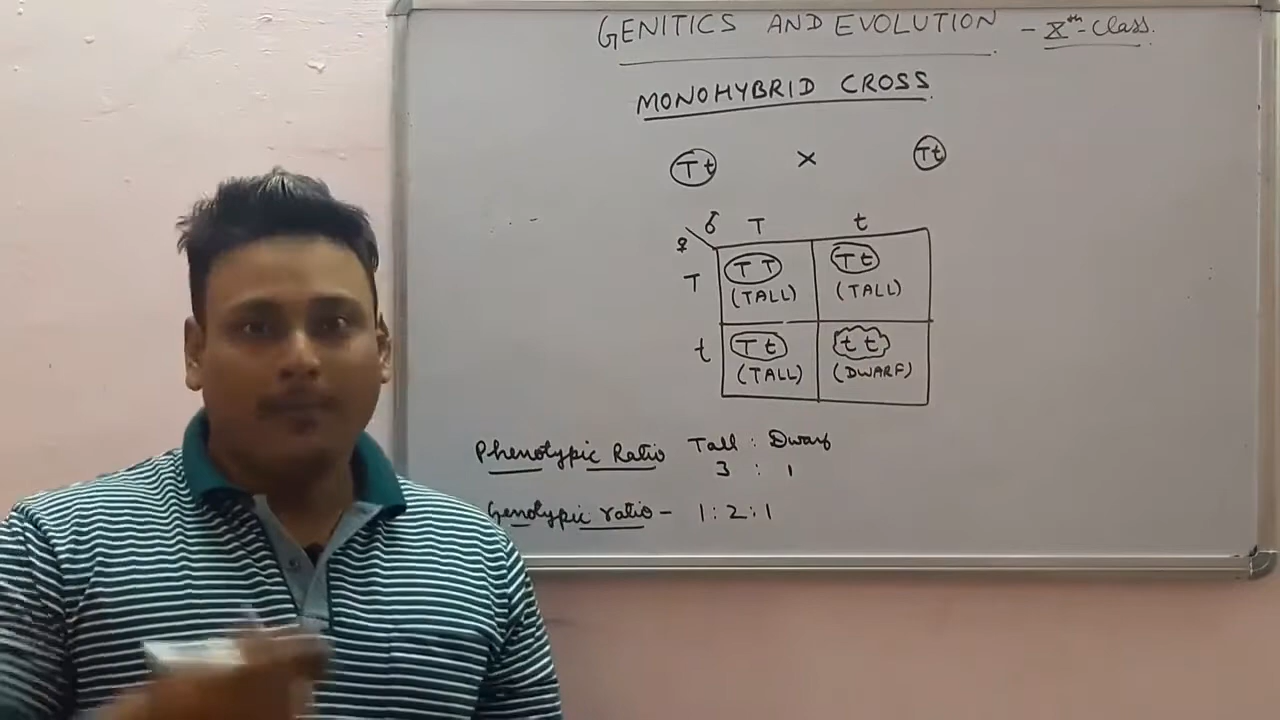 GENITICS AND EVOLUTION - Xth-Class.
MONOHYBRID CROSS
Tt × Tt
♂ T t
♀
T TT Tt
(TALL) (TALL)
t Tt tt
(TALL) (DWARF)
Phenotypic Ratio Tall : Dwarf
3 : 1
Genotypic ratio - 1:2:1